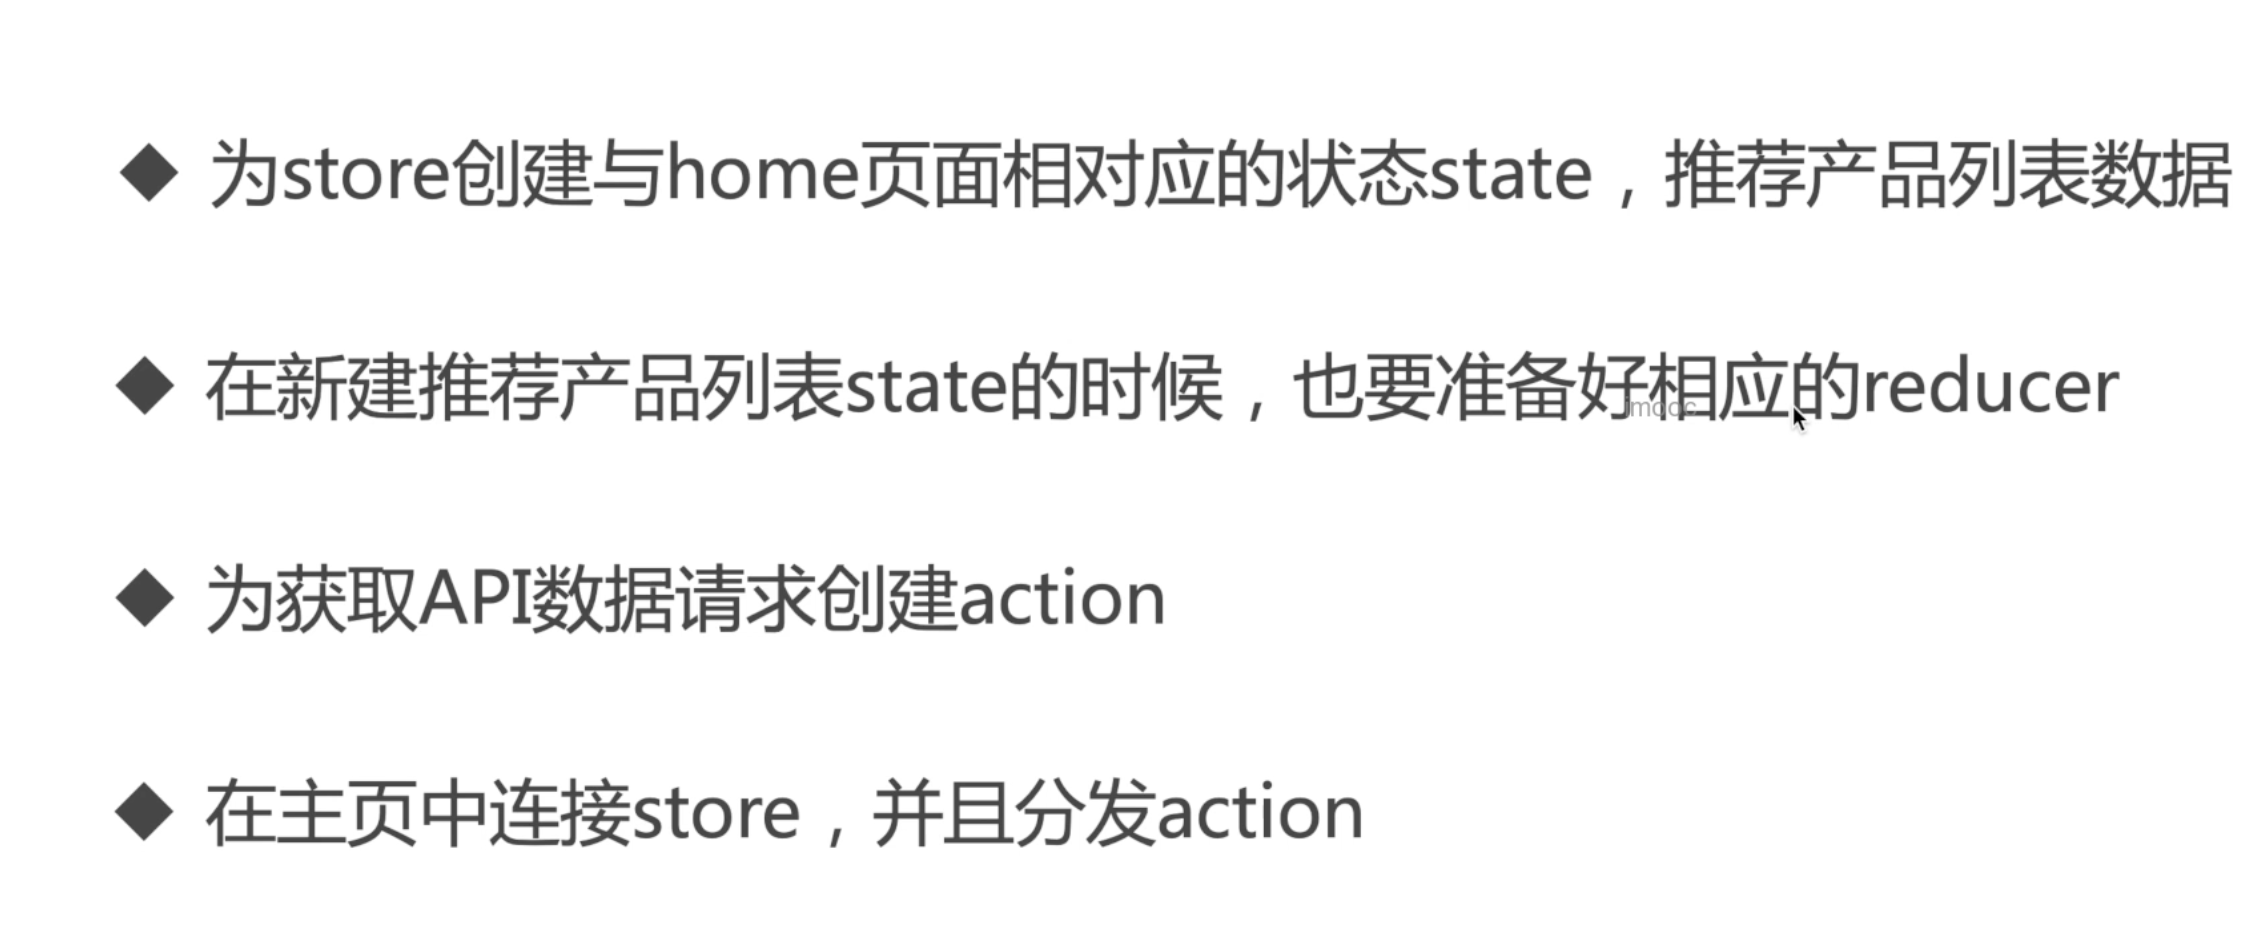 ◆ 为store创建与home页面相对应的状态state，推荐产品列表数据
◆ 在新建推荐产品列表state的时候，也要准备好相应的reducer
imooc
◆ 为获取API数据请求创建action
◆ 在主页中连接store，并且分发action